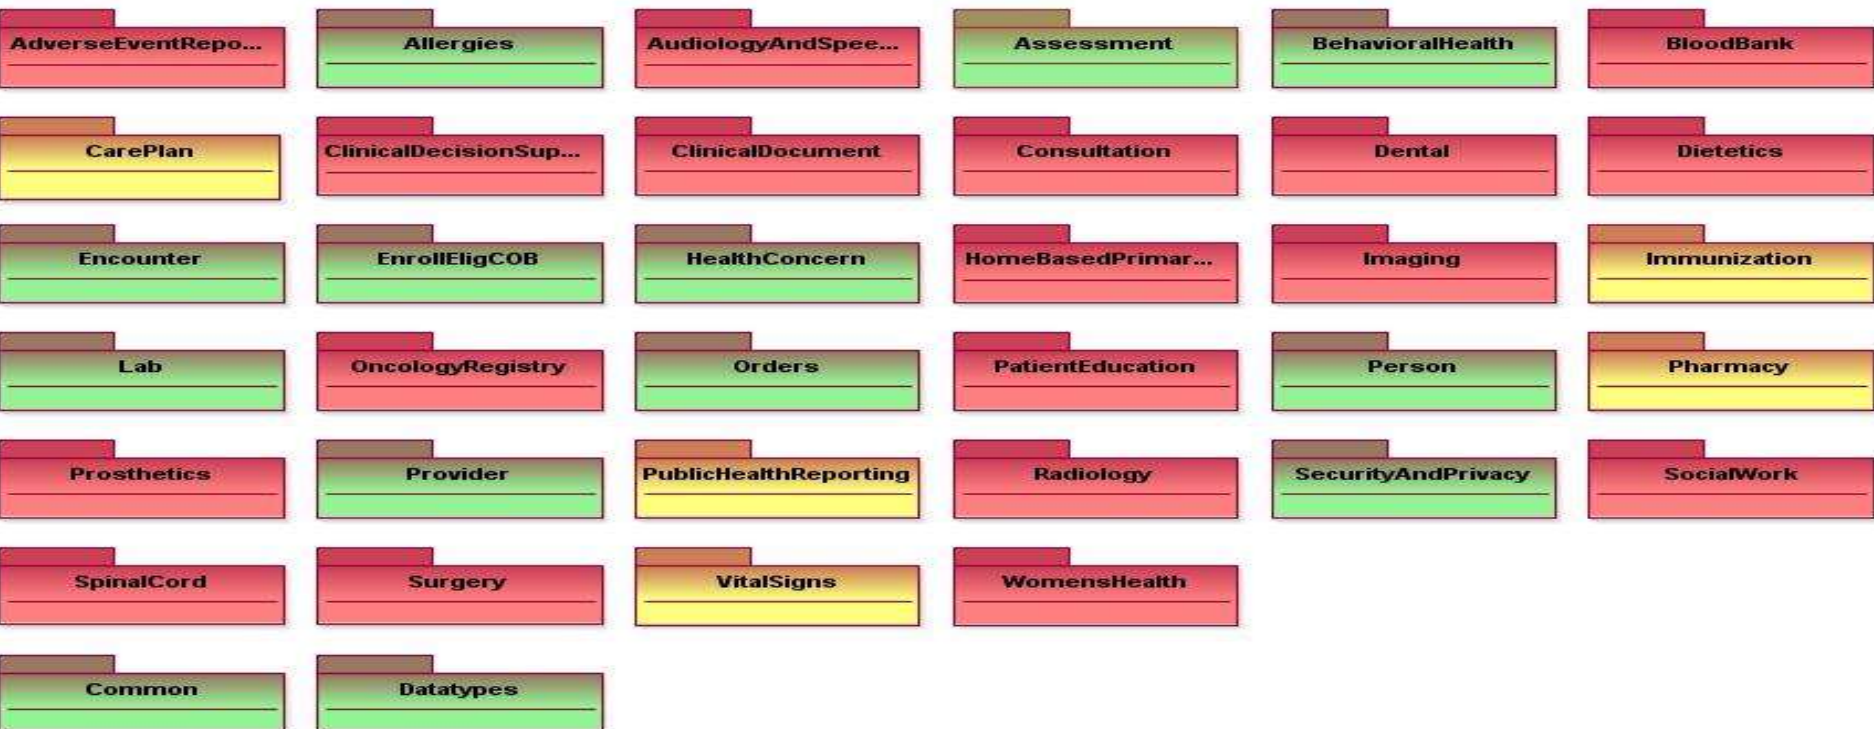 AdverseEventRepo...
Allergies
AudiologyAndSpee...
Assessment
BehavioralHealth
BloodBank
CarePlan
ClinicalDecisionSup...
ClinicalDocument
Consultation
Dental
Dietetics
Encounter
EnrollEligCOB
HealthConcern
HomeBasedPrimar...
Imaging
Immunization
Lab
OncologyRegistry
Orders
PatientEducation
Person
Pharmacy
Prosthetics
Provider
PublicHealthReporting
Radiology
SecurityAndPrivacy
SocialWork
SpinalCord
Surgery
VitalSigns
WomensHealth
Common
Datatypes